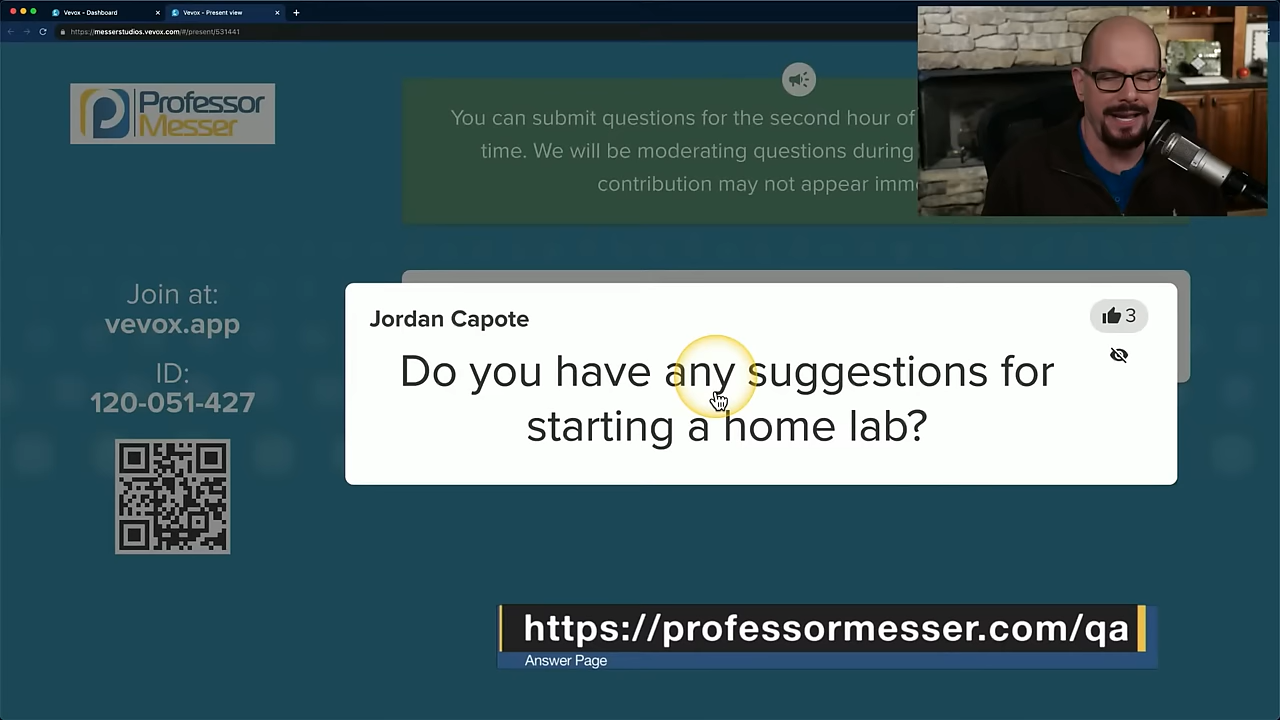 Vevox - Dashboard
Vevox - Present view
https://messerstudios.vevox.com/#/present/531441
Professor
Messer
You can submit questions for the second hour of
time. We will be moderating questions during
contribution may not appear imm
Join at:
vevox.app
ID:
120-051-427
Jordan Capote
3
Do you have any suggestions for
starting a home lab?
https://professormesser.com/qa
Answer Page